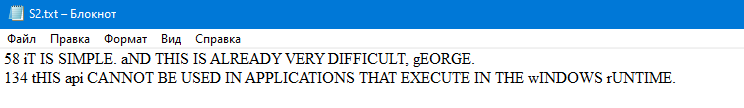 S2.txt – Блокнот
Файл Правка Формат Вид Справка
58 iT IS SIMPLE. aND THIS IS ALREADY VERY DIFFICULT, gEORGE.
134 tHIS api CANNOT BE USED IN APPLICATIONS THAT EXECUTE IN THE wINDOWS rUNTIME.